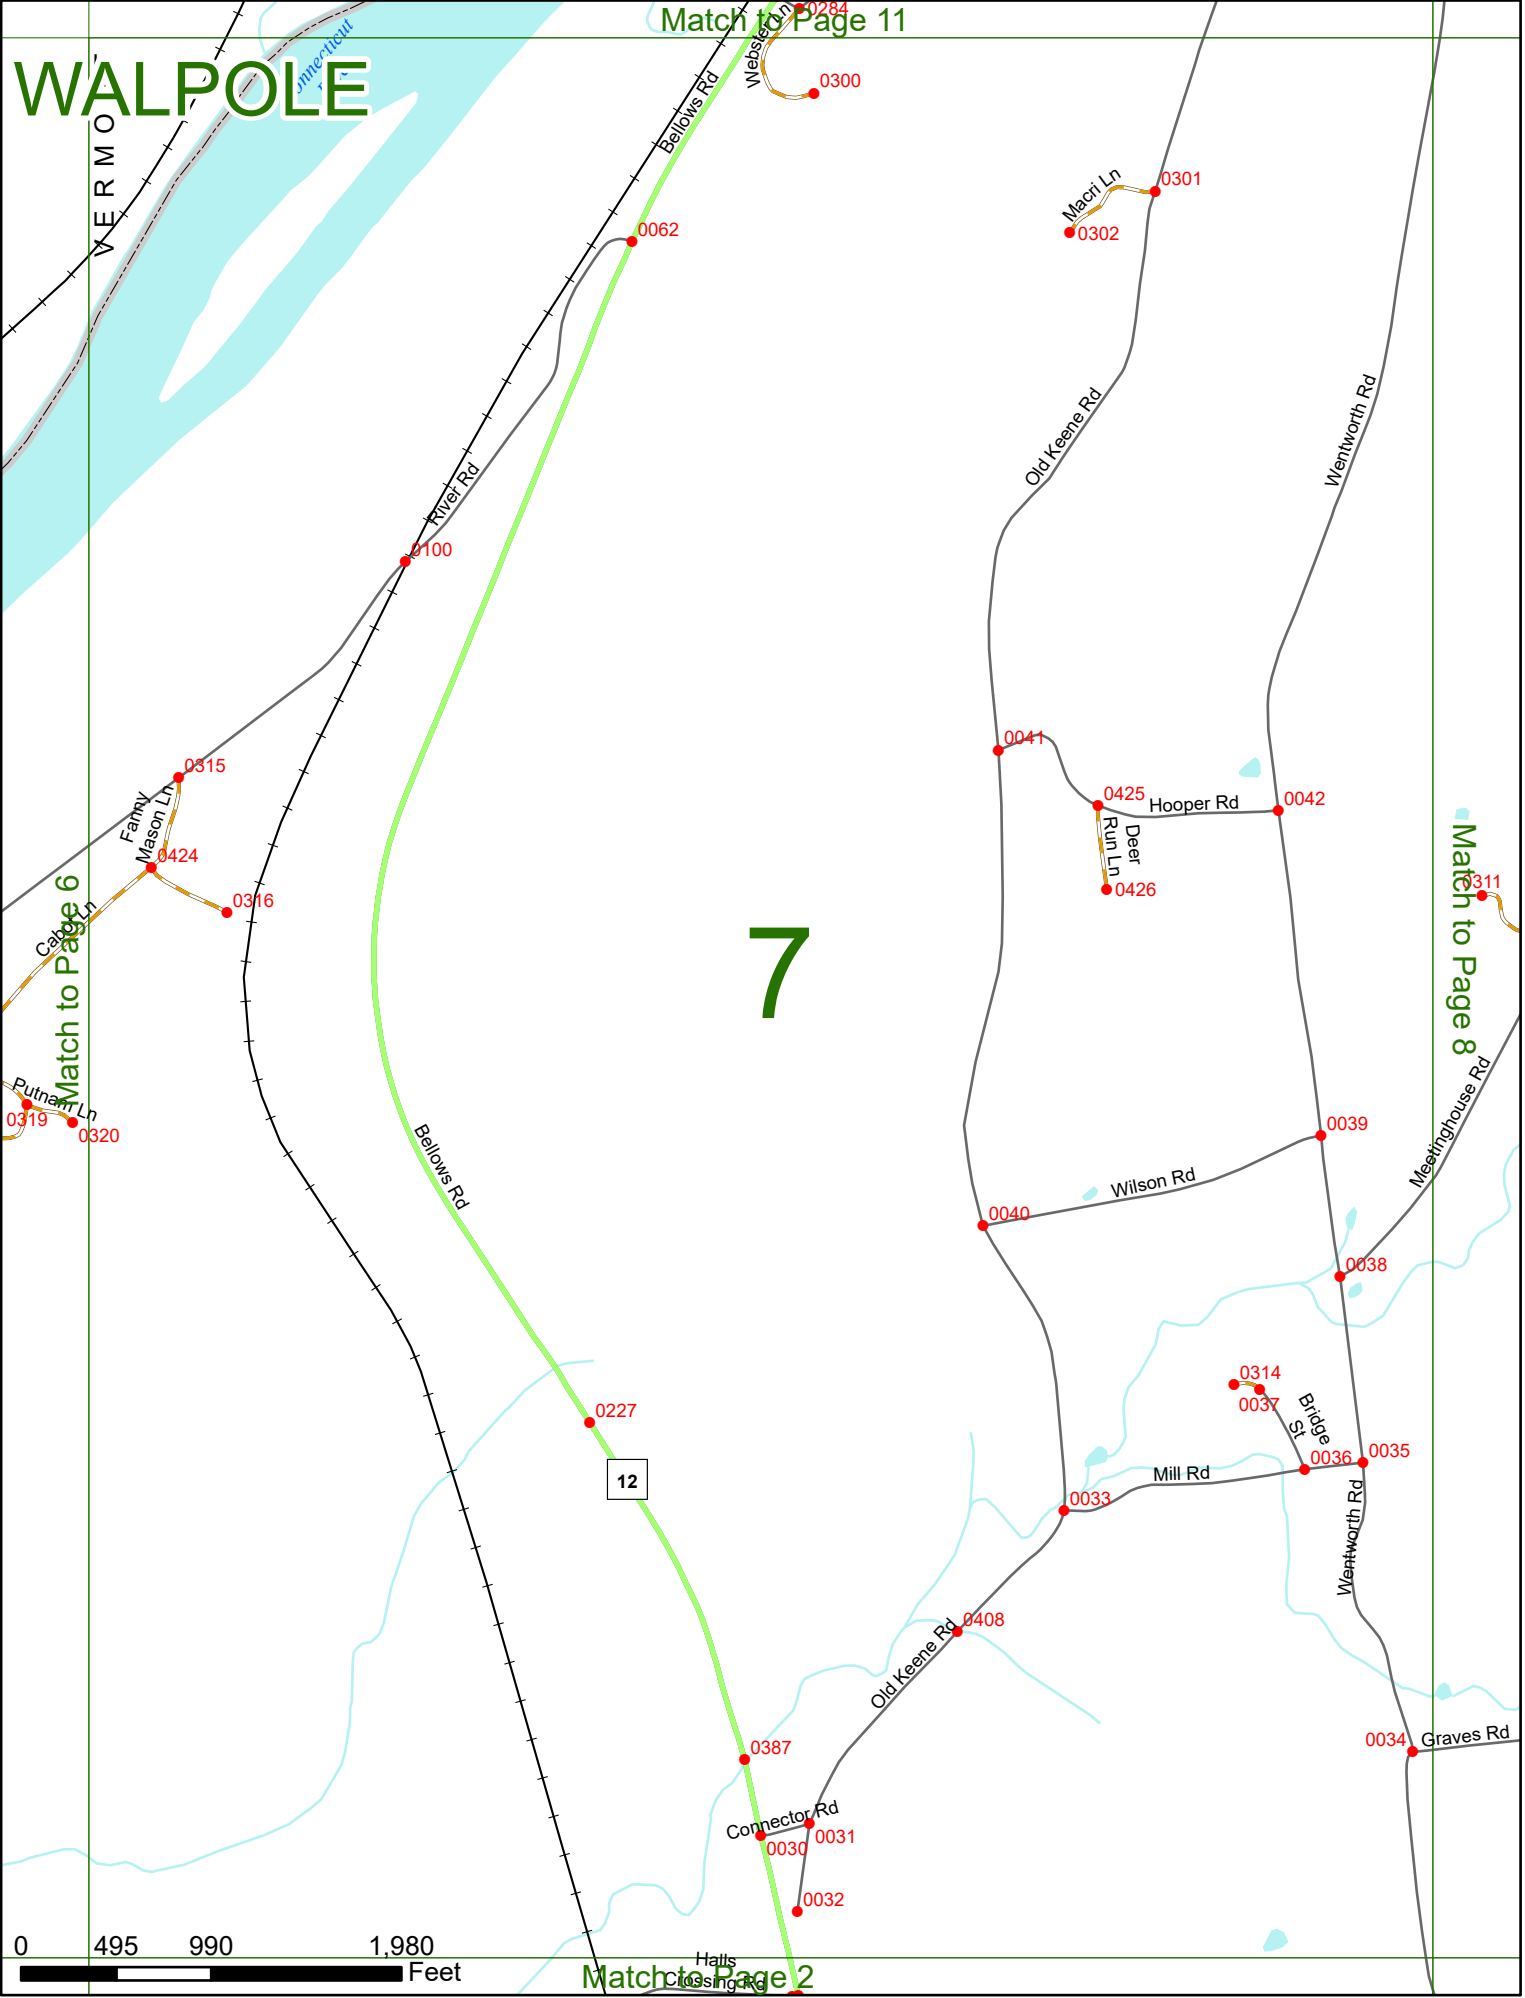 Match to Page 11
0284
Webster Ln
0300
WALPOLE
Bellows Rd
0301
Macri Ln
0302
0062
Old Keene Rd
Wentworth Rd
River Rd
0100
0041
0315
Fanny
Mason Ln
0425
Hooper Rd
0042
Deer
Run Ln
0424
0426
0316
0311
Cabot Ln
Match to Page 6
7
Match to Page 8
Putnam Ln
0319
0320
0039
Meetinghouse Rd
Bellows Rd
Wilson Rd
0040
0038
0314
0037
Bridge
St
0227
12
0036
0035
Mill Rd
0033
Wentworth Rd
0408
Old Keene Rd
0034
Graves Rd
0387
Connector Rd
0031
0030
0032
0 495 990 1,980
Feet
Halls
Crossing Rd
Match to Page 2